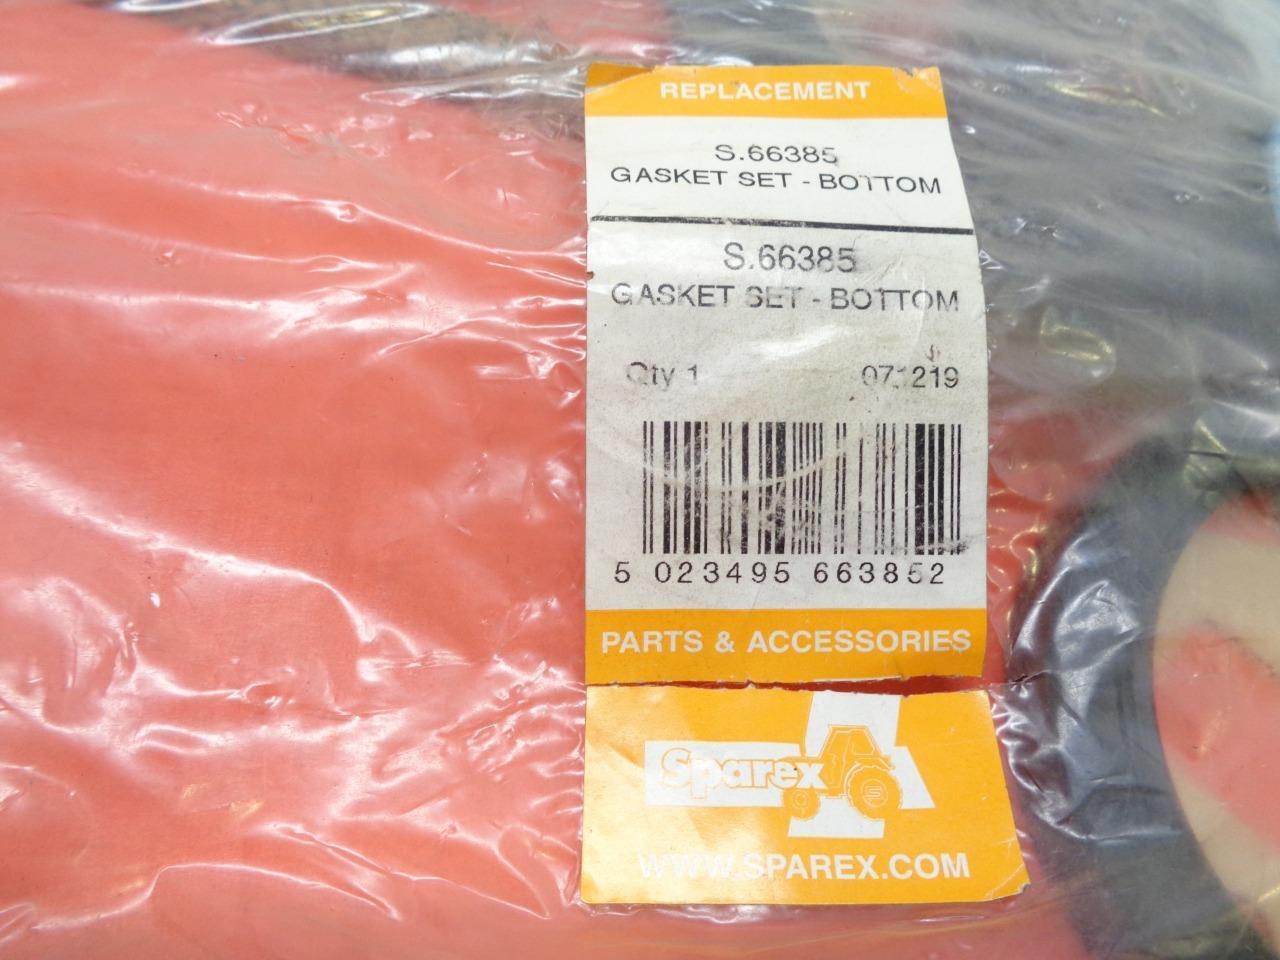 REPLACEMENT
S.66385
GASKET SET - BOTTOM
S.66385
GASKET SET - BOTTOM
Qty 1 071219
5 023495 663852
PARTS & ACCESSORIES
Sparex
S
WWW.SPAREX.COM